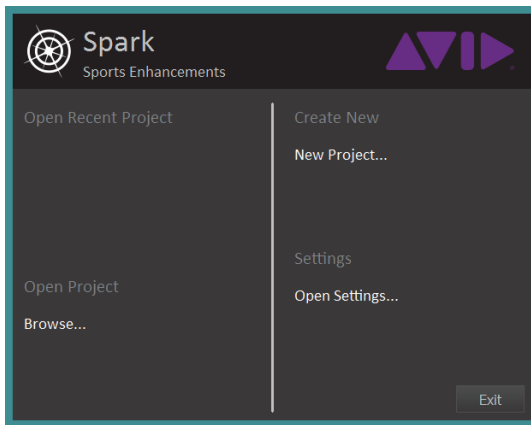 Spark
Sports Enhancements
AVID
Open Recent Project
Create New
New Project...
Settings
Open Settings...
Open Project
Browse...
Exit